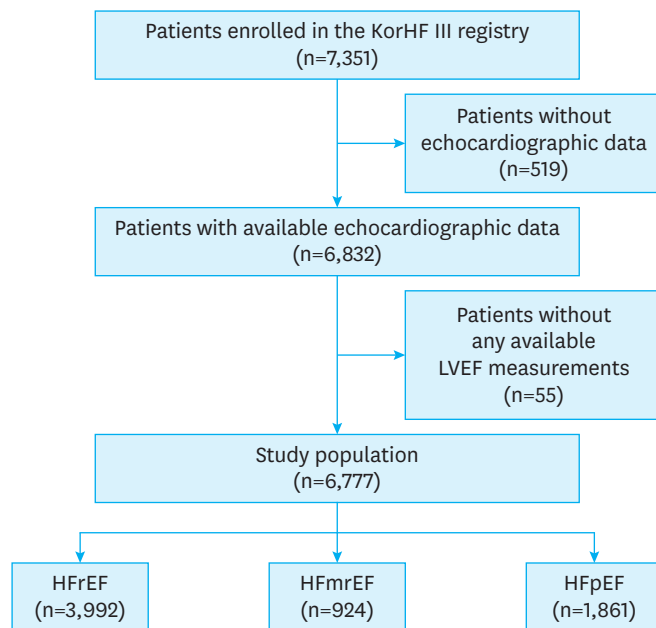 Patients enrolled in the KorHF III registry
(n=7,351)
Patients without
echocardiographic data
(n=519)
Patients with available echocardiographic data
(n=6,832)
Patients without
any available
LVEF measurements
(n=55)
Study population
(n=6,777)
HFrEF
(n=3,992)
HFmrEF
(n=924)
HFpEF
(n=1,861)